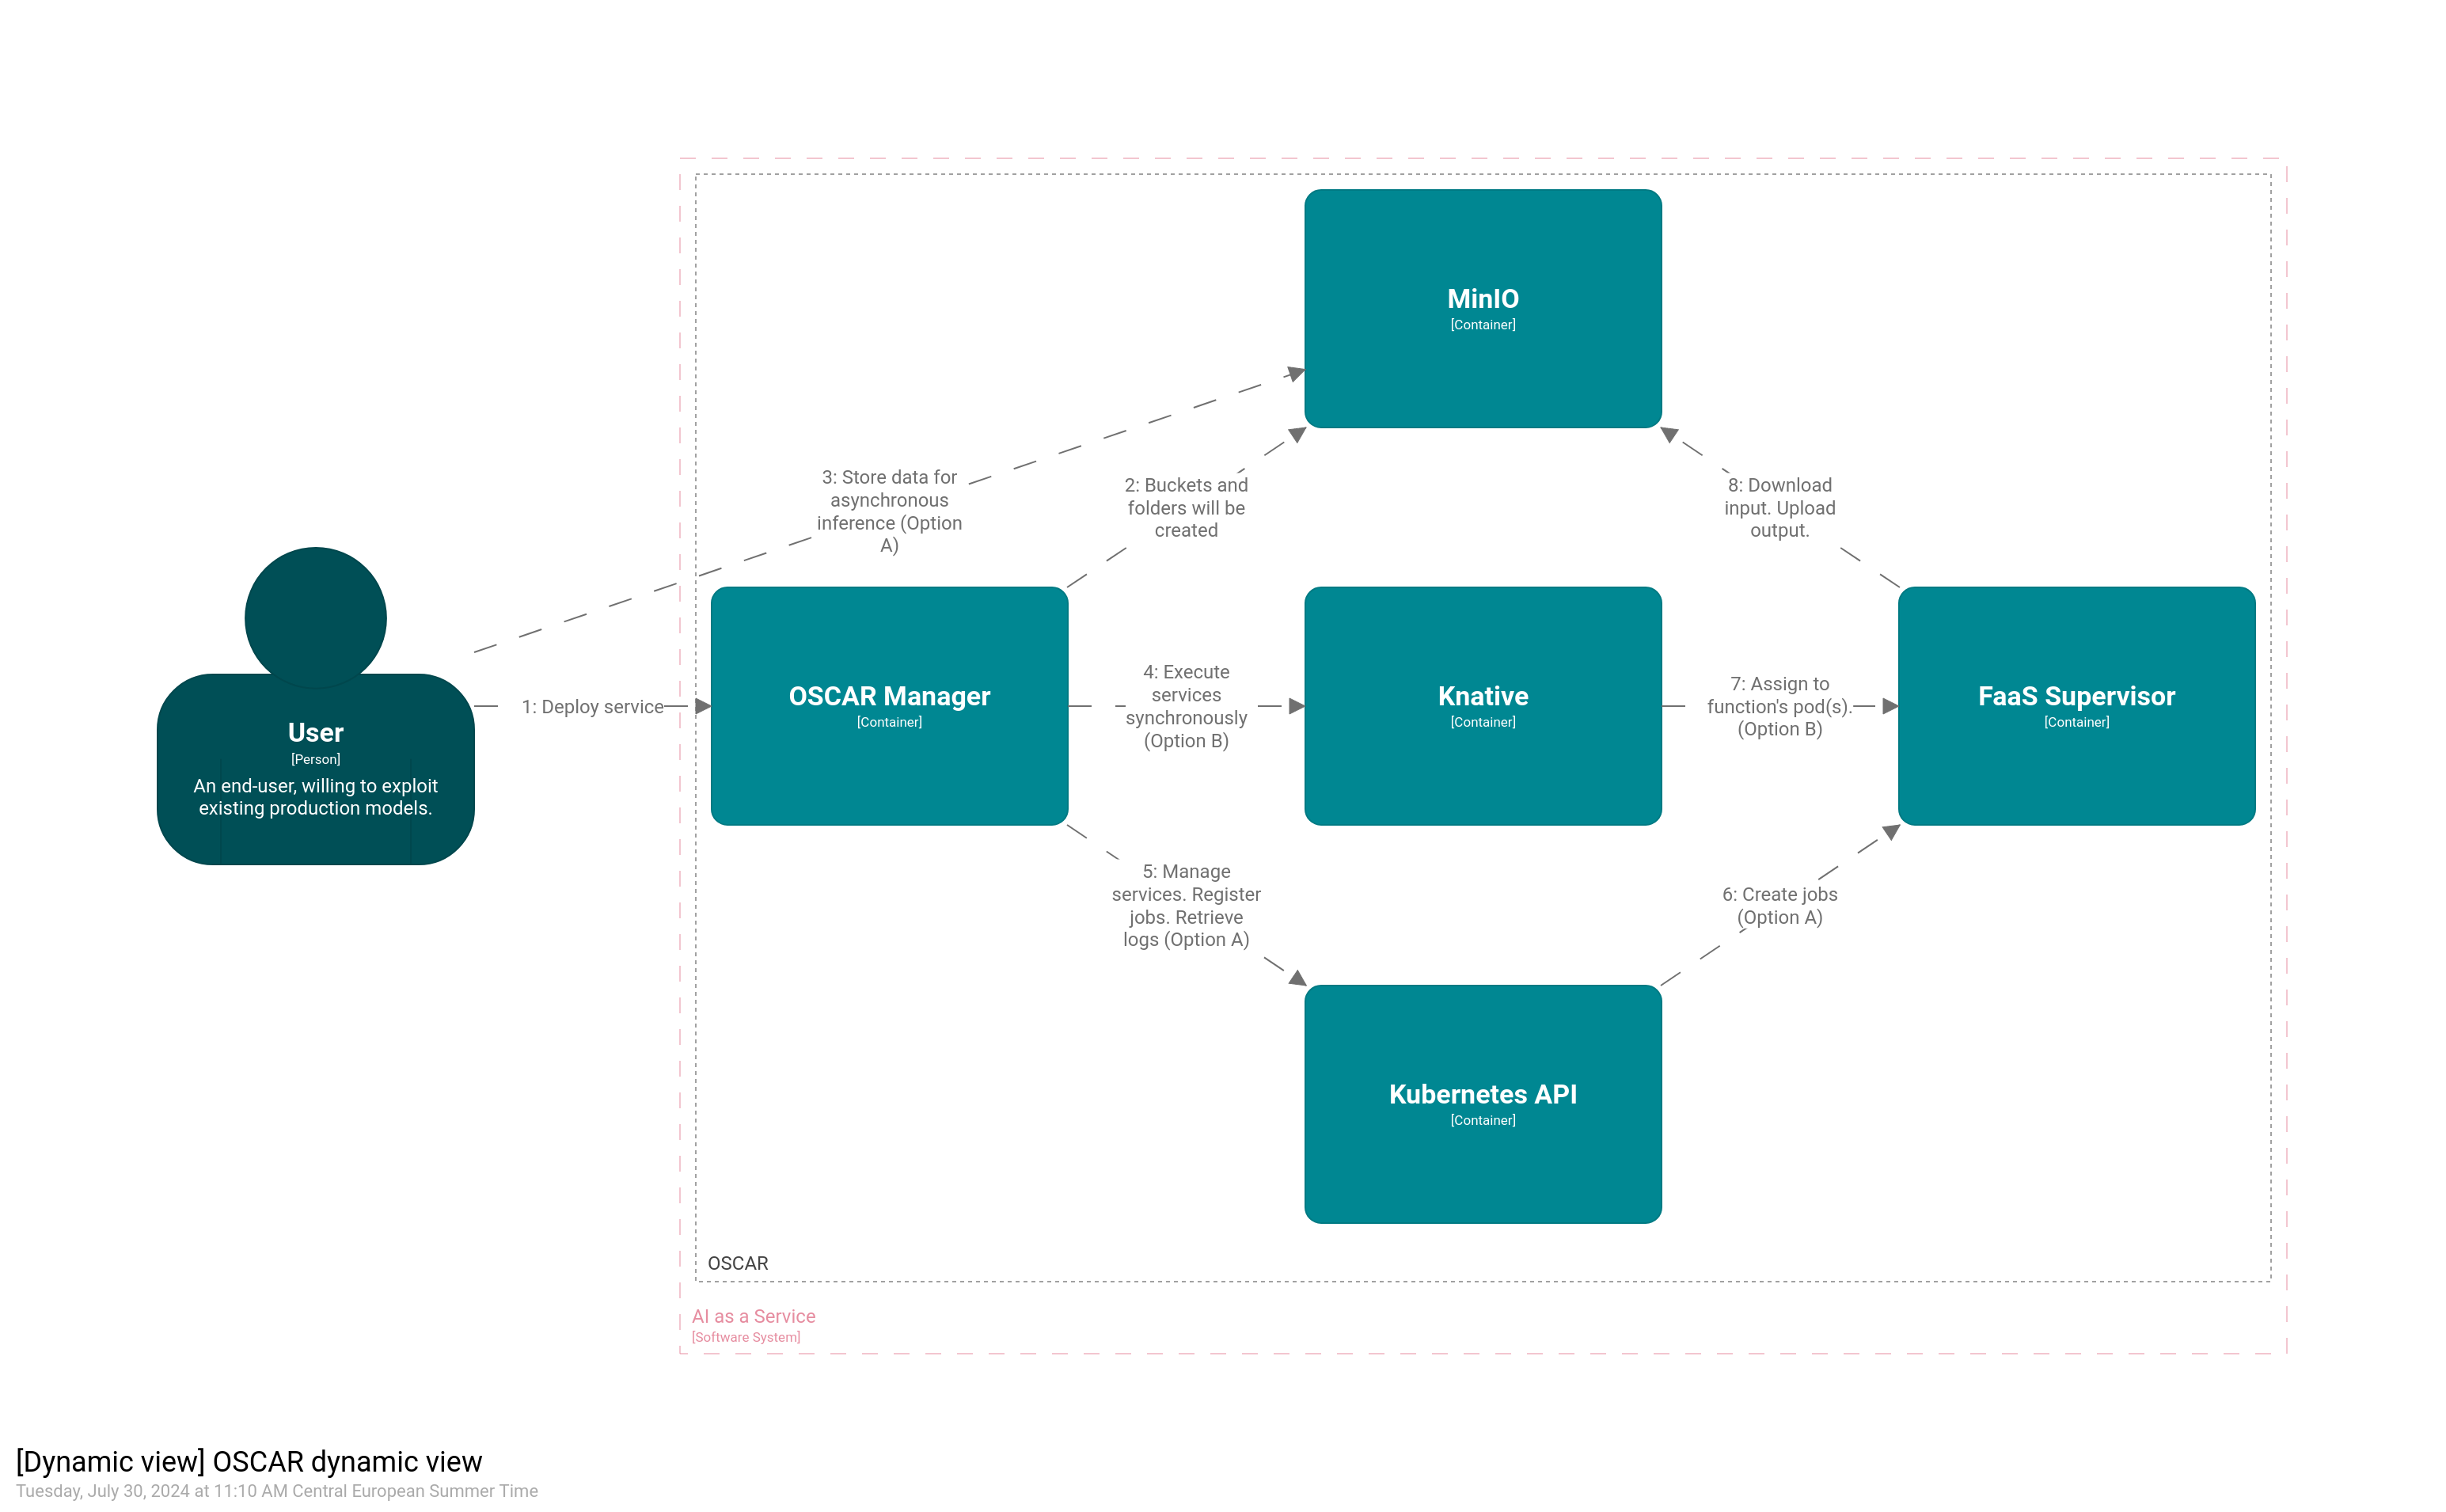 MinIO
[Container]
3: Store data for
asynchronous
inference (Option
A)
2: Buckets and
folders will be
created
8: Download
input. Upload
output.
User
[Person]
An end-user, willing to exploit
existing production models.
1: Deploy service
OSCAR Manager
[Container]
4: Execute
services
synchronously
(Option B)
Knative
[Container]
7: Assign to
function's pod(s).
(Option B)
FaaS Supervisor
[Container]
5: Manage
services. Register
jobs. Retrieve
logs (Option A)
6: Create jobs
(Option A)
Kubernetes API
[Container]
OSCAR
AI as a Service
[Software System]
[Dynamic view] OSCAR dynamic view
Tuesday, July 30, 2024 at 11:10 AM Central European Summer Time